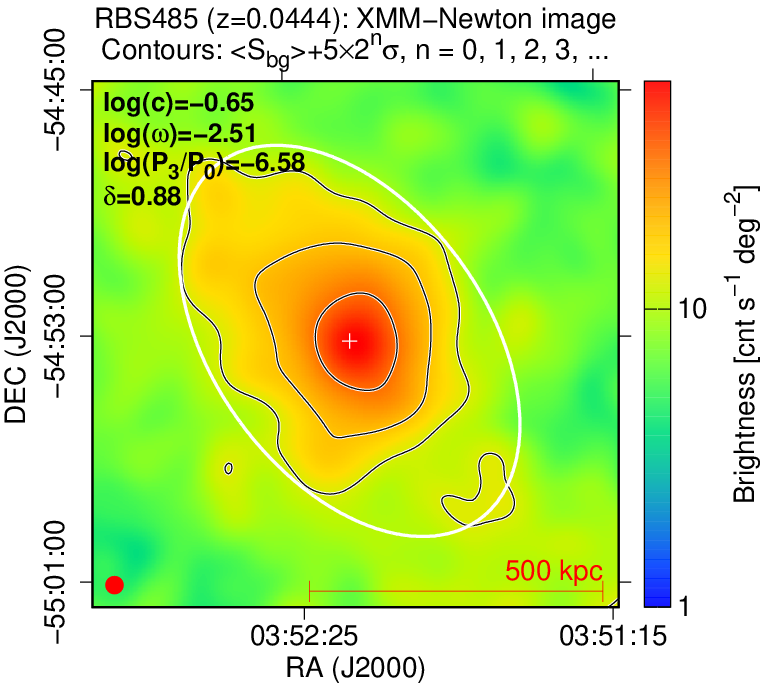 RBS485 (z=0.0444): XMM−Newton image
Contours: <S_bg>+5×2^nσ, n = 0, 1, 2, 3, ...
log(c)=−0.65
log(ω)=−2.51
log(P_3/P_0)=−6.58
δ=0.88
−54:45:00
−54:53:00
−55:01:00
DEC (J2000)
500 kpc
03:52:25
03:51:15
RA (J2000)
10
1
Brightness [cnt s^−1 deg^−2]